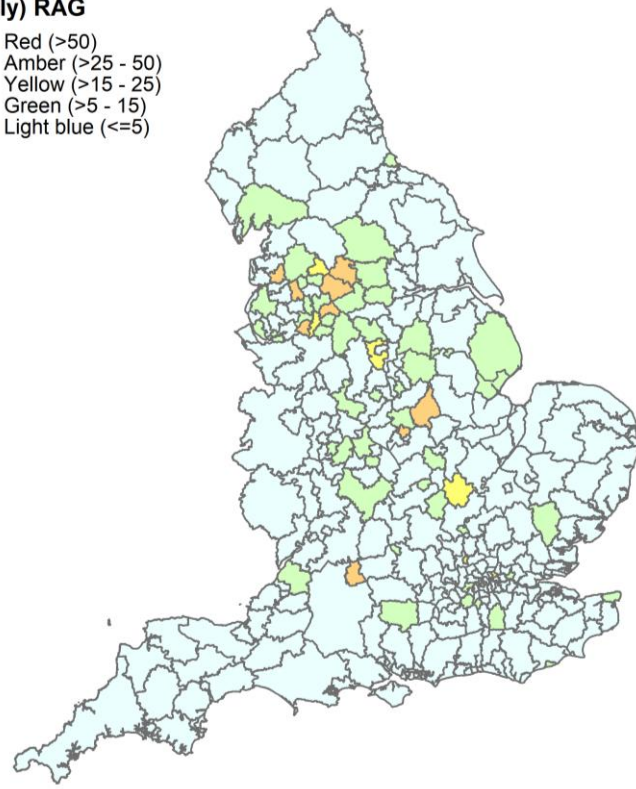 ly) RAG
Red (>50)
Amber (>25 - 50)
Yellow (>15 - 25)
Green (>5 - 15)
Light blue (<=5)